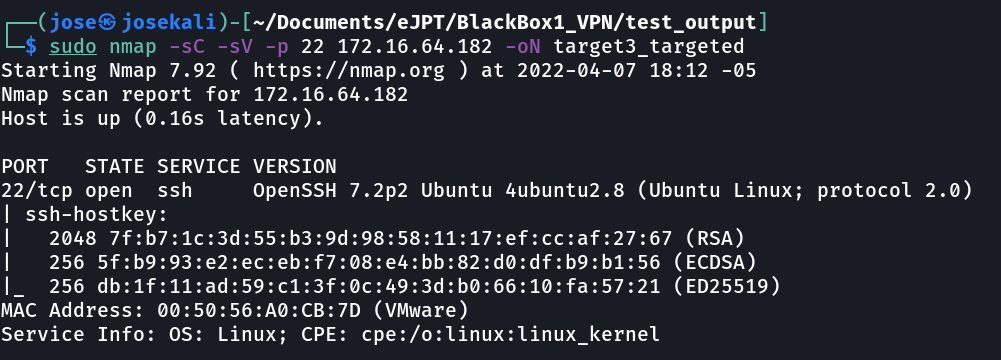 ┌──(jose㉿josekali)-[~/Documents/eJPT/BlackBox1_VPN/test_output]
└─$ sudo nmap -sC -sV -p 22 172.16.64.182 -oN target3_targeted
Starting Nmap 7.92 ( https://nmap.org ) at 2022-04-07 18:12 -05
Nmap scan report for 172.16.64.182
Host is up (0.16s latency).

PORT   STATE SERVICE VERSION
22/tcp open  ssh     OpenSSH 7.2p2 Ubuntu 4ubuntu2.8 (Ubuntu Linux; protocol 2.0)
| ssh-hostkey:
|   2048 7f:b7:1c:3d:55:b3:9d:98:58:11:17:ef:cc:af:27:67 (RSA)
|   256 5f:b9:93:e2:ec:eb:f7:08:e4:bb:82:d0:df:b9:b1:56 (ECDSA)
|_  256 db:1f:11:ad:59:c1:3f:0c:49:3d:b0:66:10:fa:57:21 (ED25519)
MAC Address: 00:50:56:A0:CB:7D (VMware)
Service Info: OS: Linux; CPE: cpe:/o:linux:linux_kernel